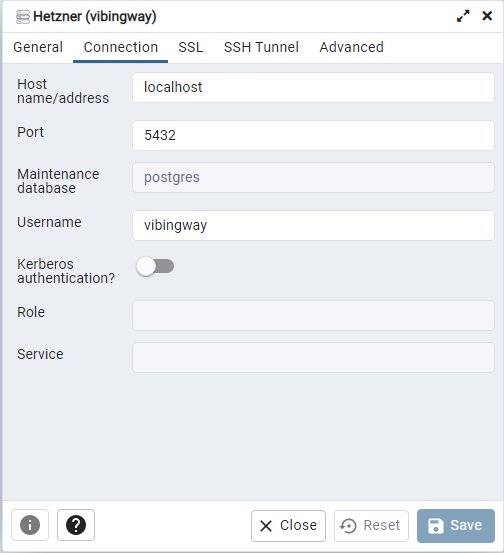 Hetzner (vibingway)
General Connection SSL SSH Tunnel Advanced
Host
name/address
localhost
Port
5432
Maintenance
database
postgres
Username
vibingway
Kerberos
authentication?
Role
Service
Close Reset Save